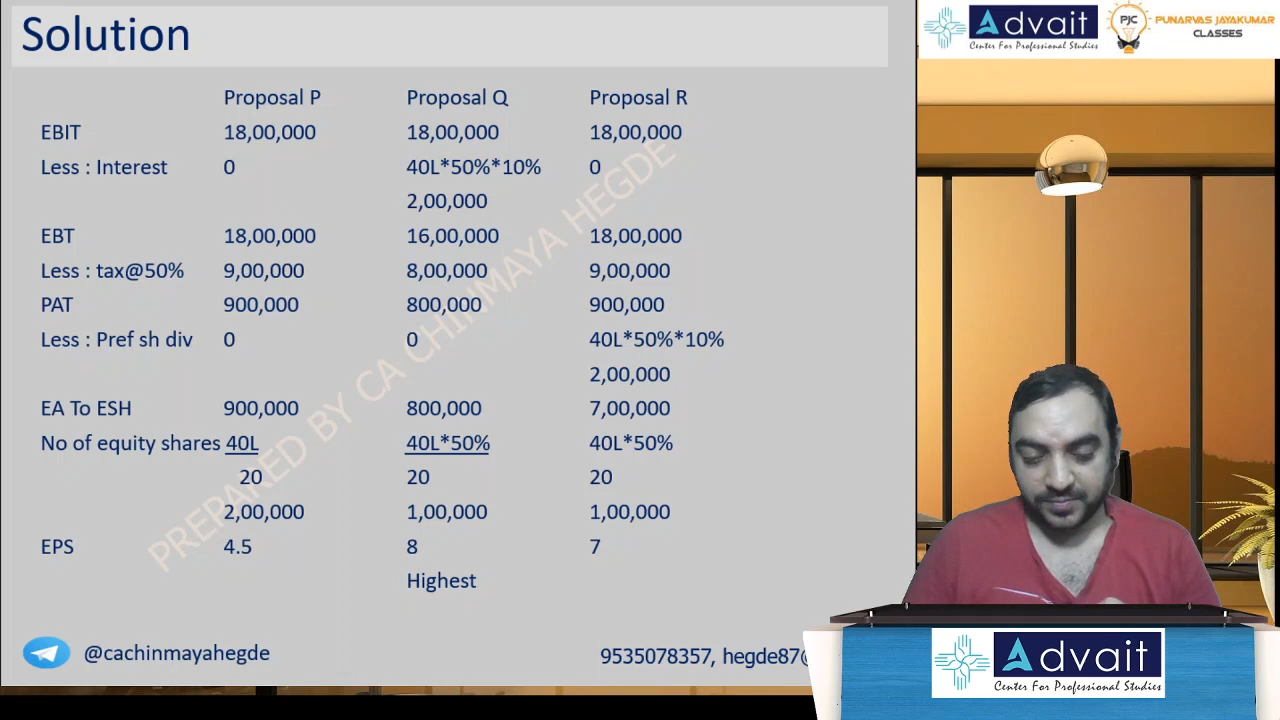 Solution
Proposal P Proposal Q Proposal R
EBIT 18,00,000 18,00,000 18,00,000
Less : Interest 0 40L*50%*10% 0
2,00,000
EBT 18,00,000 16,00,000 18,00,000
Less : tax@50% 9,00,000 8,00,000 9,00,000
PAT 900,000 800,000 900,000
Less : Pref sh div 0 0 40L*50%*10%
2,00,000
EA To ESH 900,000 800,000 7,00,000
No of equity shares 40L 40L*50% 40L*50%
20 20 20
2,00,000 1,00,000 1,00,000
EPS 4.5 8 7
Highest
PREPARED BY CA CHINMAYA HEGDE
@cachinmayahegde
9535078357, hegde87@
Advait
Center For Professional Studies
PJC
PUNARVAS JAYAKUMAR
CLASSES
Advait
Center For Professional Studies